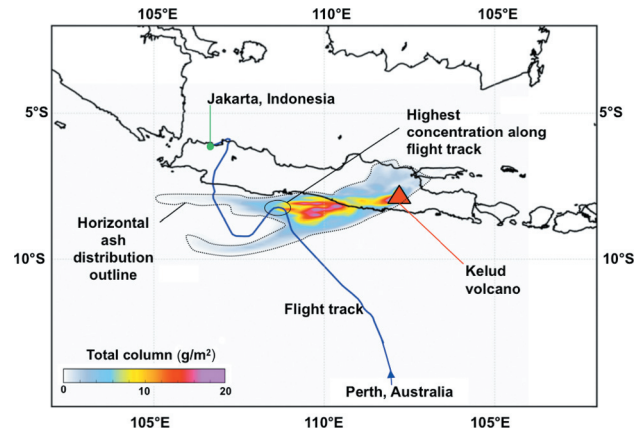 105°E
110°E
105°E
5°S
5°S
Jakarta, Indonesia
Highest
concentration along
flight track
Horizontal
ash
distribution
outline
10°S
10°S
Kelud
volcano
Flight track
Total column (g/m²)
0
10
20
Perth, Australia
105°E
110°E
105°E